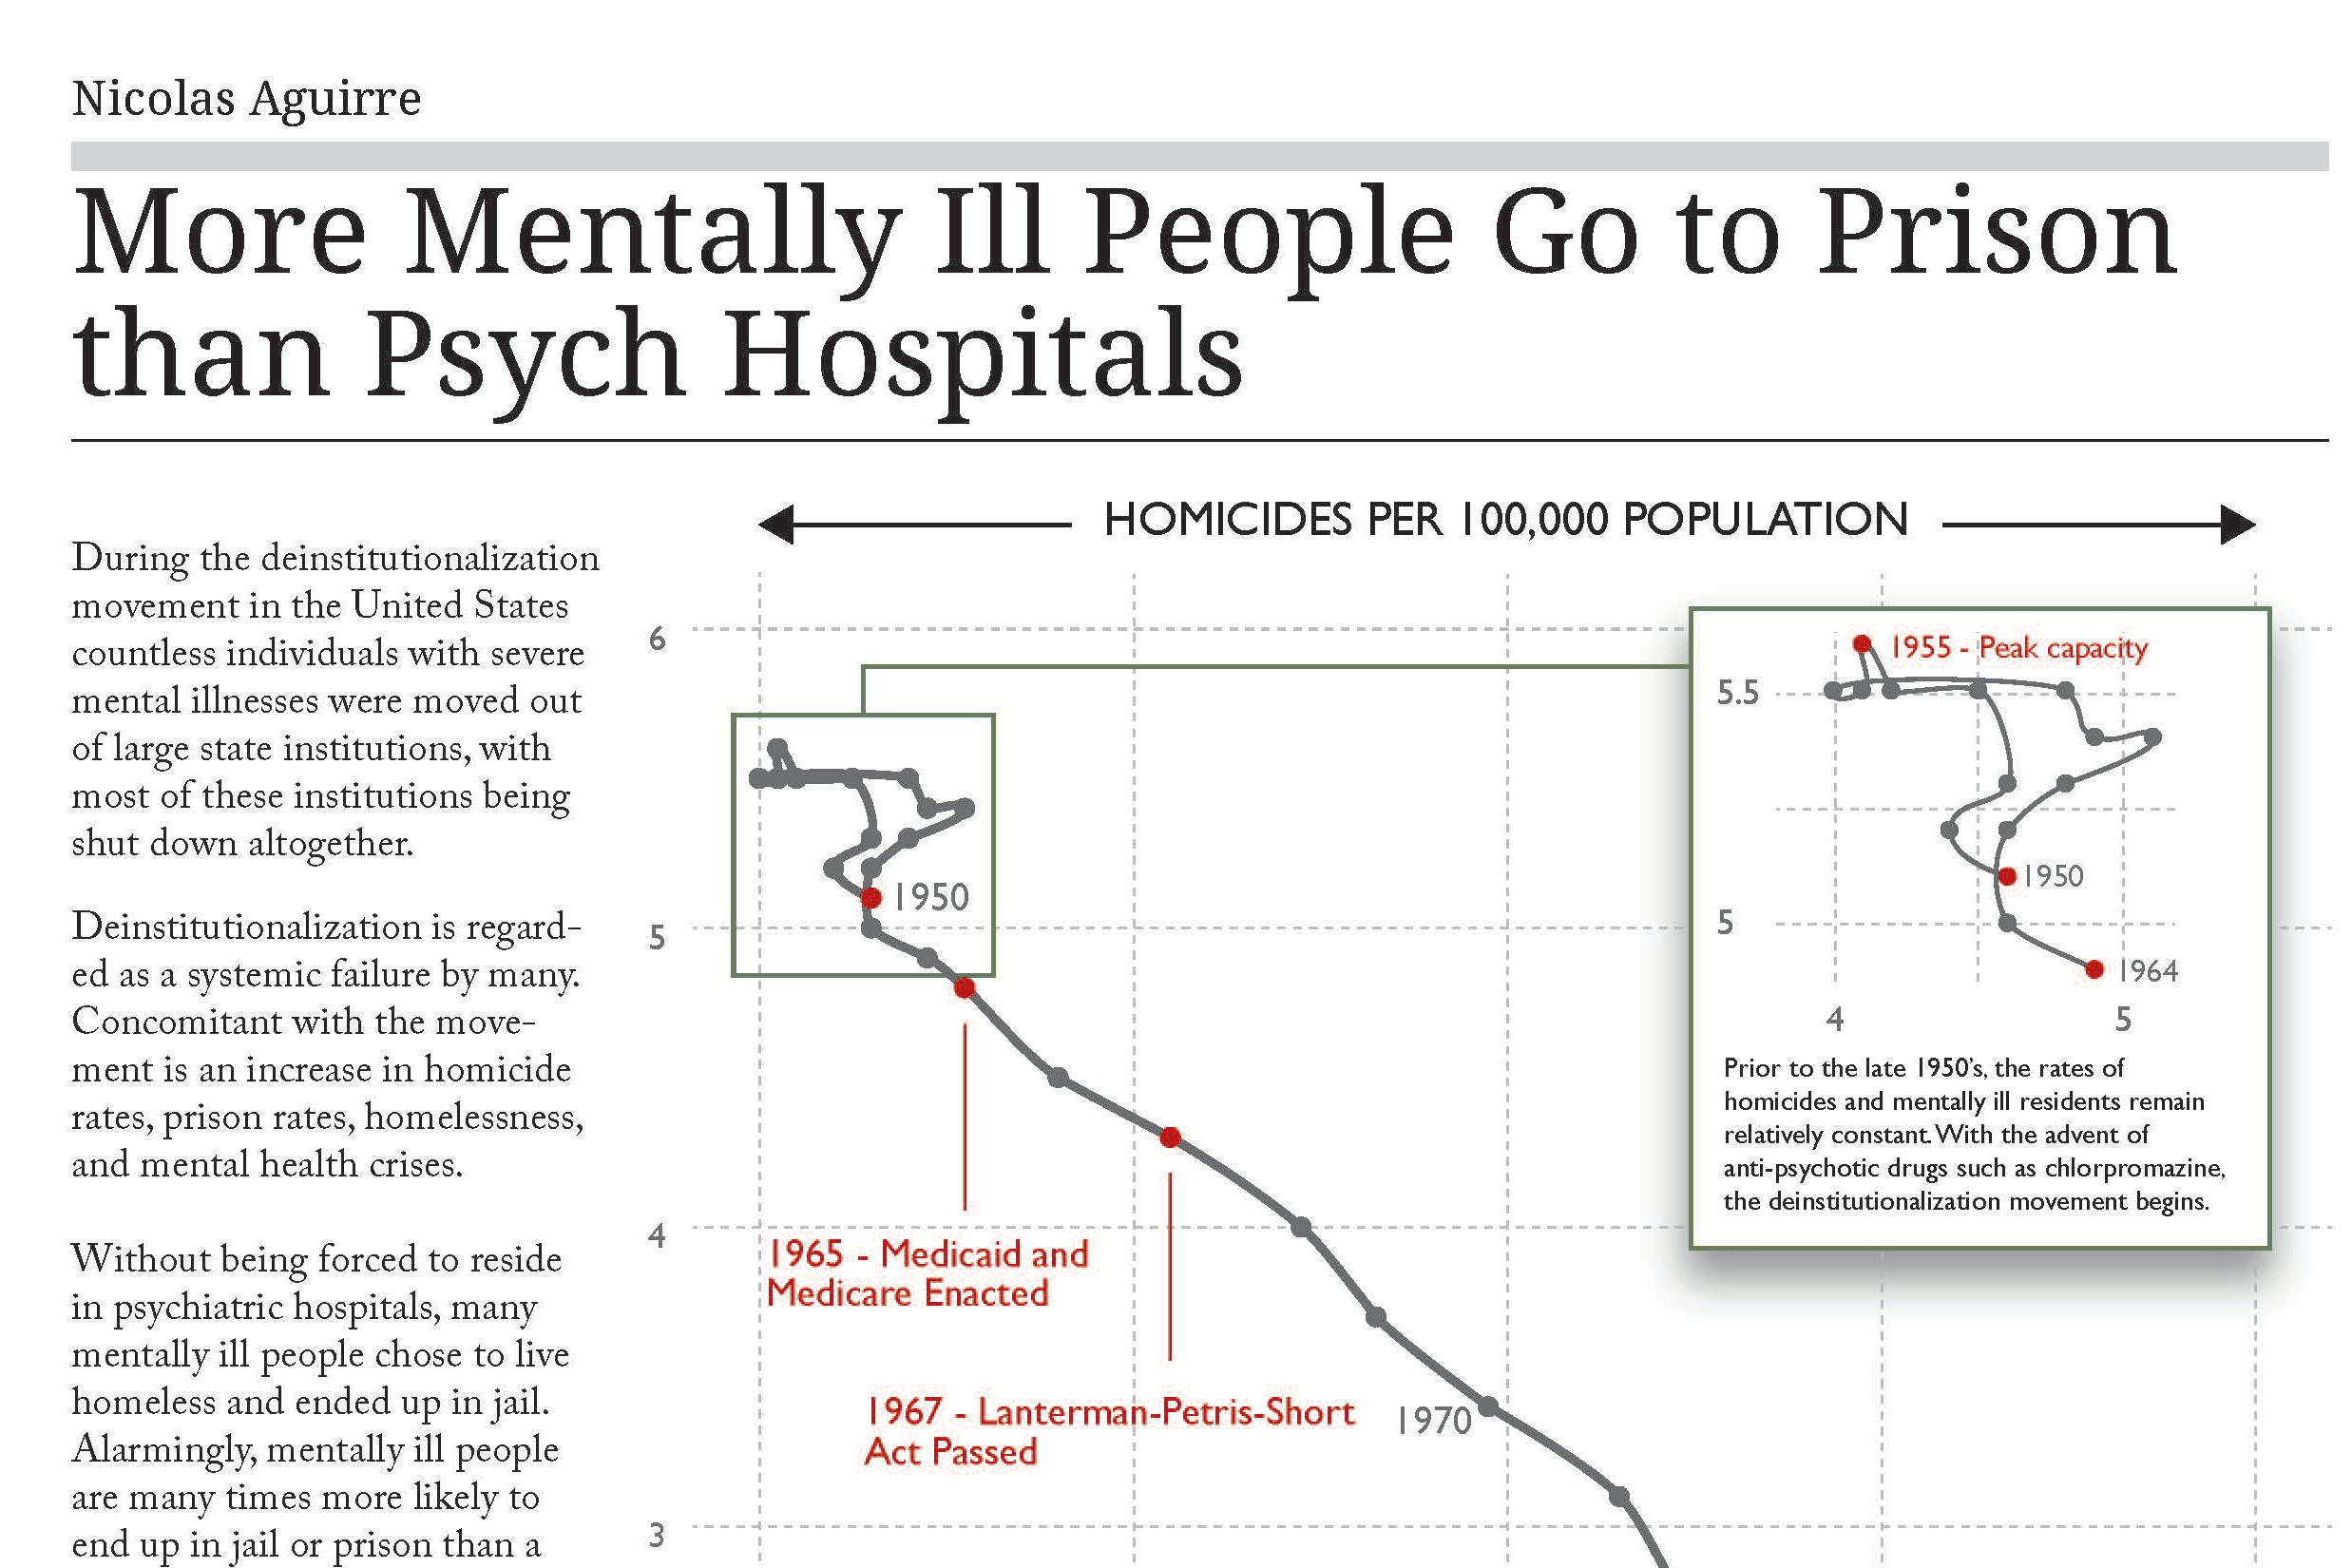 Nicolas Aguirre
More Mentally Ill People Go to Prison
than Psych Hospitals
During the deinstitutionalization
movement in the United States
countless individuals with severe
mental illnesses were moved out
of large state institutions, with
most of these institutions being
shut down altogether.
Deinstitutionalization is regard-
ed as a systemic failure by many.
Concomitant with the move-
ment is an increase in homicide
rates, prison rates, homelessness,
and mental health crises.
Without being forced to reside
in psychiatric hospitals, many
mentally ill people chose to live
homeless and ended up in jail.
Alarmingly, mentally ill people
are many times more likely to
end up in jail or prison than a
HOMICIDES PER 100,000 POPULATION
6
5
4
3
1950
1965 - Medicaid and
Medicare Enacted
1967 - Lanterman-Petris-Short
Act Passed
1970
1955 - Peak capacity
5.5
1950
5
1964
4
5
Prior to the late 1950's, the rates of
homicides and mentally ill residents remain
relatively constant. With the advent of
anti-psychotic drugs such as chlorpromazine,
the deinstitutionalization movement begins.